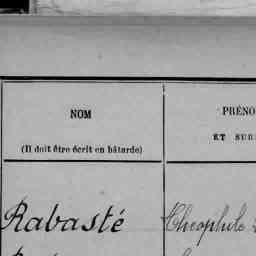 NOM
PRÉNO
ET SUR
(Il doit être écrit en bâtarde)
Rabasté Théophile